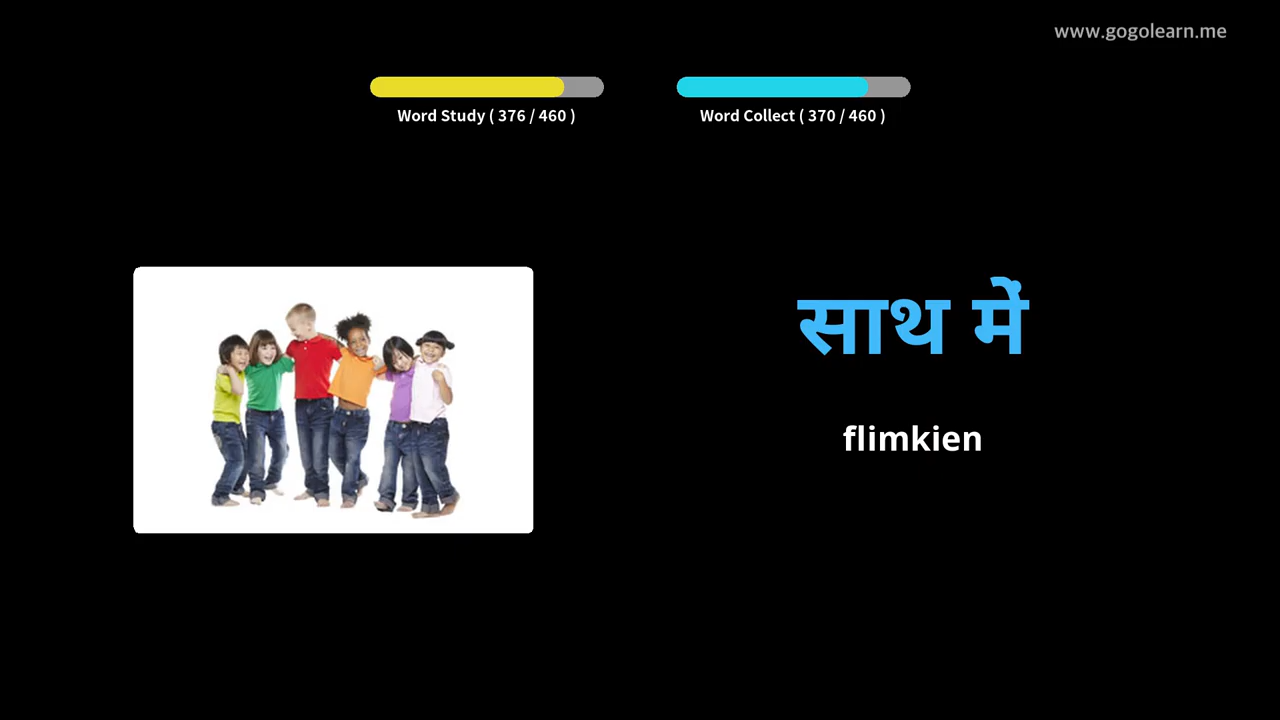 www.gogolearn.me
Word Study ( 376 / 460 )
Word Collect ( 370 / 460 )
साथ में
flimkien